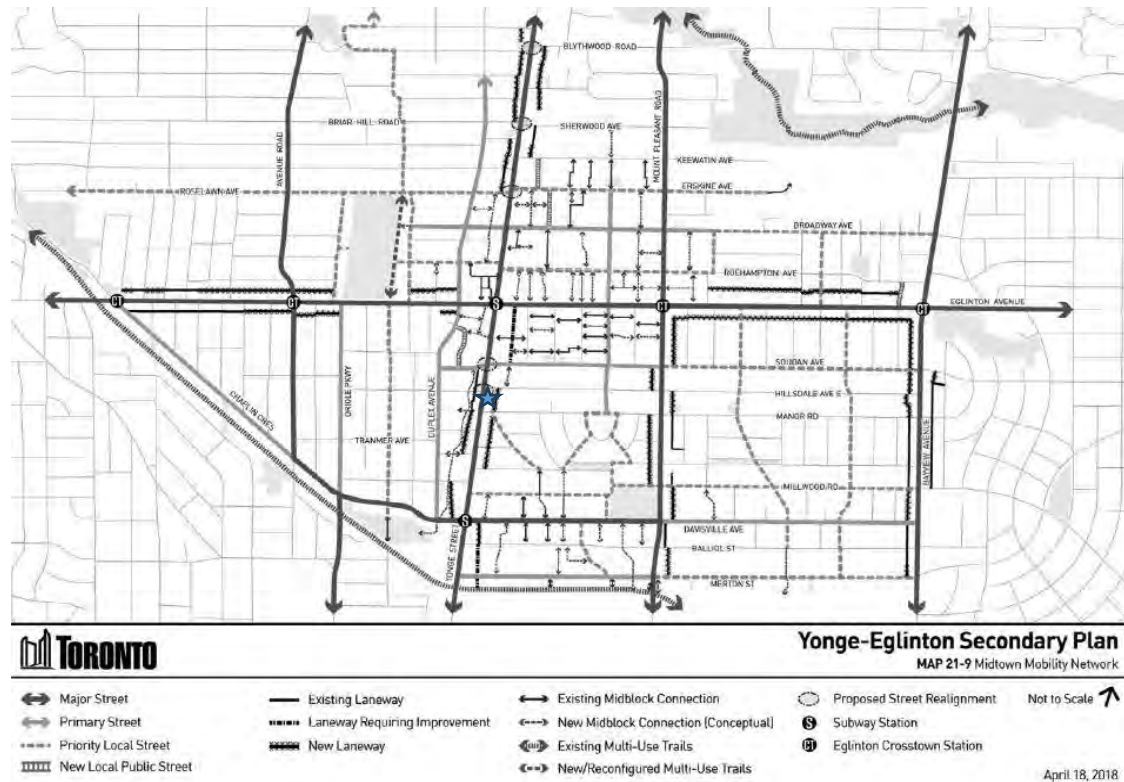 BLYTHWOOD ROAD
SHERWOOD AVE
BRIAR HILL ROAD
AVENUE ROAD
MOUNT PLEASANT ROAD
KEEWATIN AVE
ERSKINE AVE
ROSELAWN AVE
BROADWAY AVE
ROEHAMPTON AVE
CT
CT
S
CT
CT
EGLINTON AVENUE
SOUDAN AVE
HILLSDALE AVE E
MANOR RD
CHAPLIN CRES
ORIOLE PKWY
TRANMER AVE
DUPLEX AVENUE
BAYVIEW AVENUE
MILLWOOD RD
S
DAVISVILLE AVE
BALLIOL ST
YONGE STREET
MERTON ST
TORONTO
Yonge-Eglinton Secondary Plan
MAP 21-9 Midtown Mobility Network
Major Street
Primary Street
Priority Local Street
New Local Public Street
Existing Laneway
Laneway Requiring Improvement
New Laneway
Existing Midblock Connection
New Midblock Connection (Conceptual)
Existing Multi-Use Trails
New/Reconfigured Multi-Use Trails
Proposed Street Realignment
S Subway Station
CT Eglinton Crosstown Station
Not to Scale
April 18, 2018